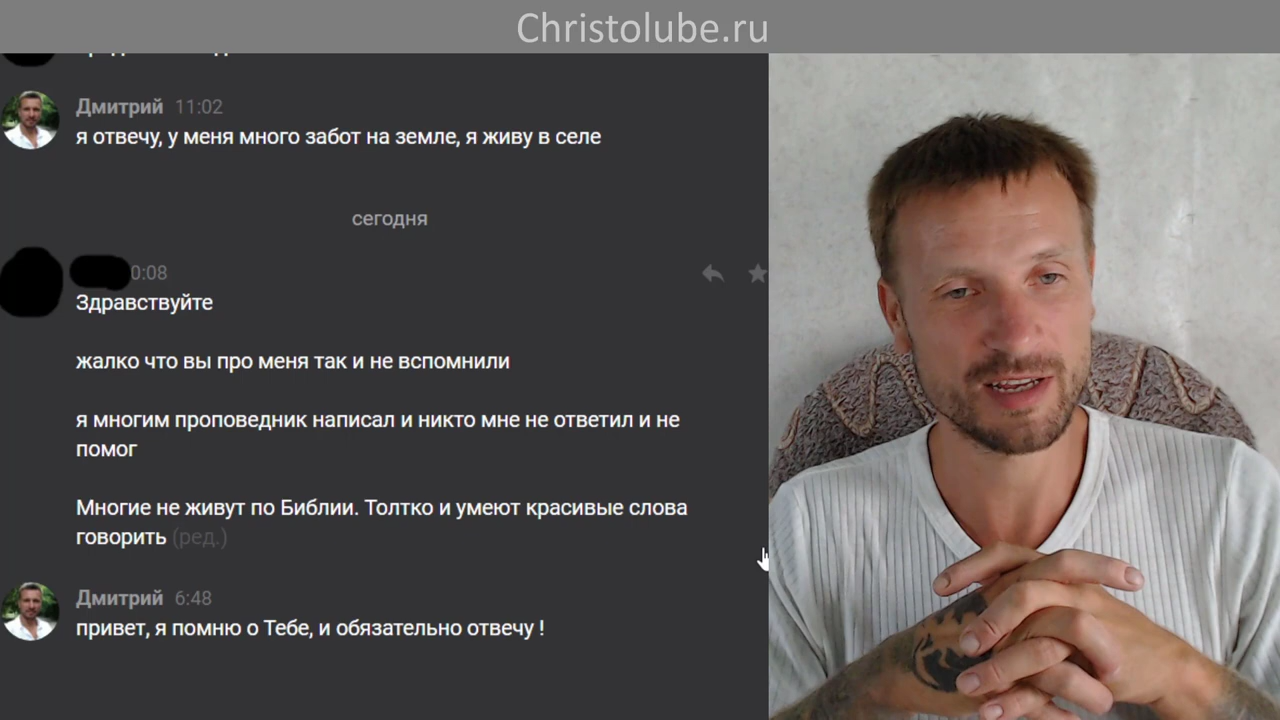 Christolube.ru
Дмитрий 11:02
я отвечу, у меня много забот на земле, я живу в селе
сегодня
0:08
Здравствуйте
жалко что вы про меня так и не вспомнили
я многим проповедник написал и никто мне не ответил и не
помог
Многие не живут по Библии. Толтко и умеют красивые слова
говорить (ред.)
Дмитрий 6:48
привет, я помню о Тебе, и обязательно отвечу !